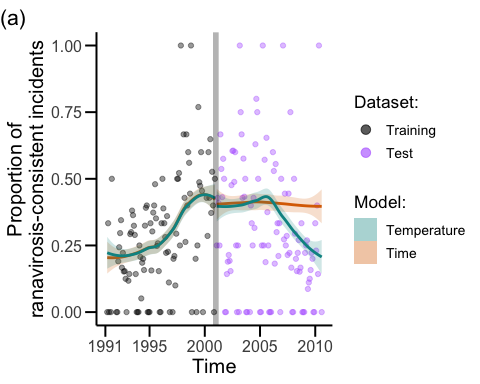 (a)
Proportion of
ranavirosis-consistent incidents
1.00
0.75
0.50
0.25
0.00
1991
1995
2000
2005
2010
Time
Dataset:
Training
Test
Model:
Temperature
Time